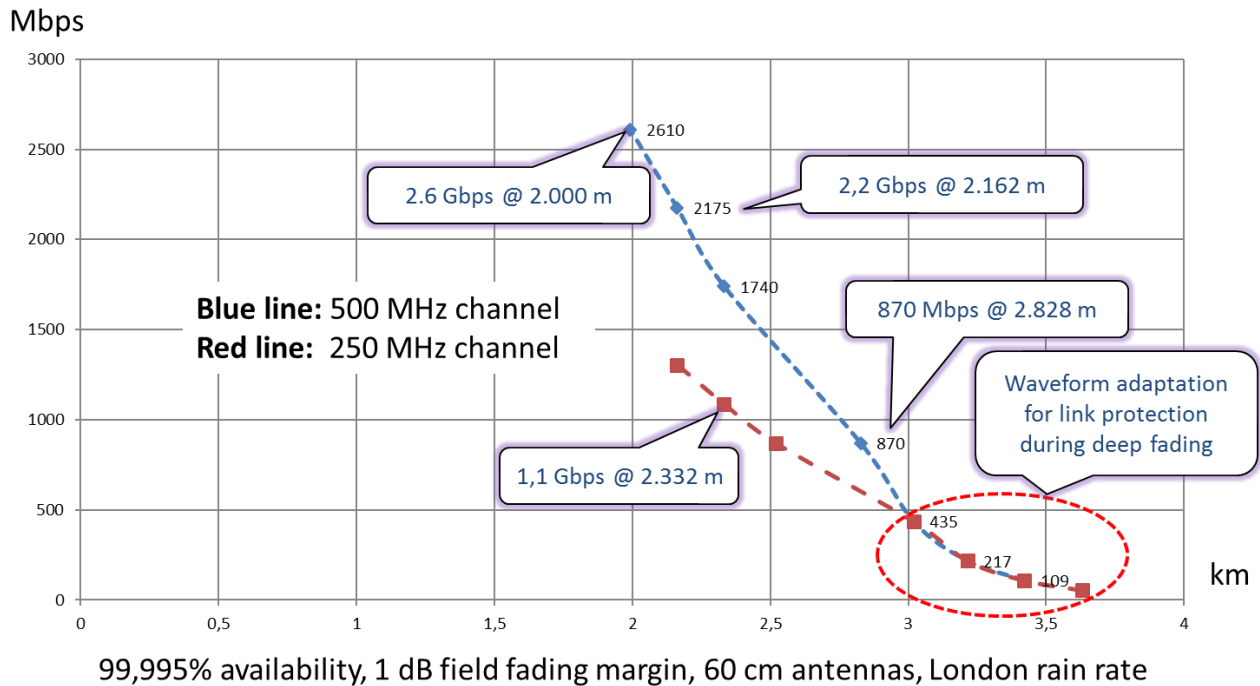 Mbps
3000
2500
2000
1500
1000
500
0
0
0,5
1
1,5
2
2,5
3
3,5
4
km
2610
2175
1740
870
435
217
109
2.6 Gbps @ 2.000 m
2,2 Gbps @ 2.162 m
870 Mbps @ 2.828 m
1,1 Gbps @ 2.332 m
Waveform adaptation
for link protection
during deep fading
Blue line: 500 MHz channel
Red line: 250 MHz channel
99,995% availability, 1 dB field fading margin, 60 cm antennas, London rain rate